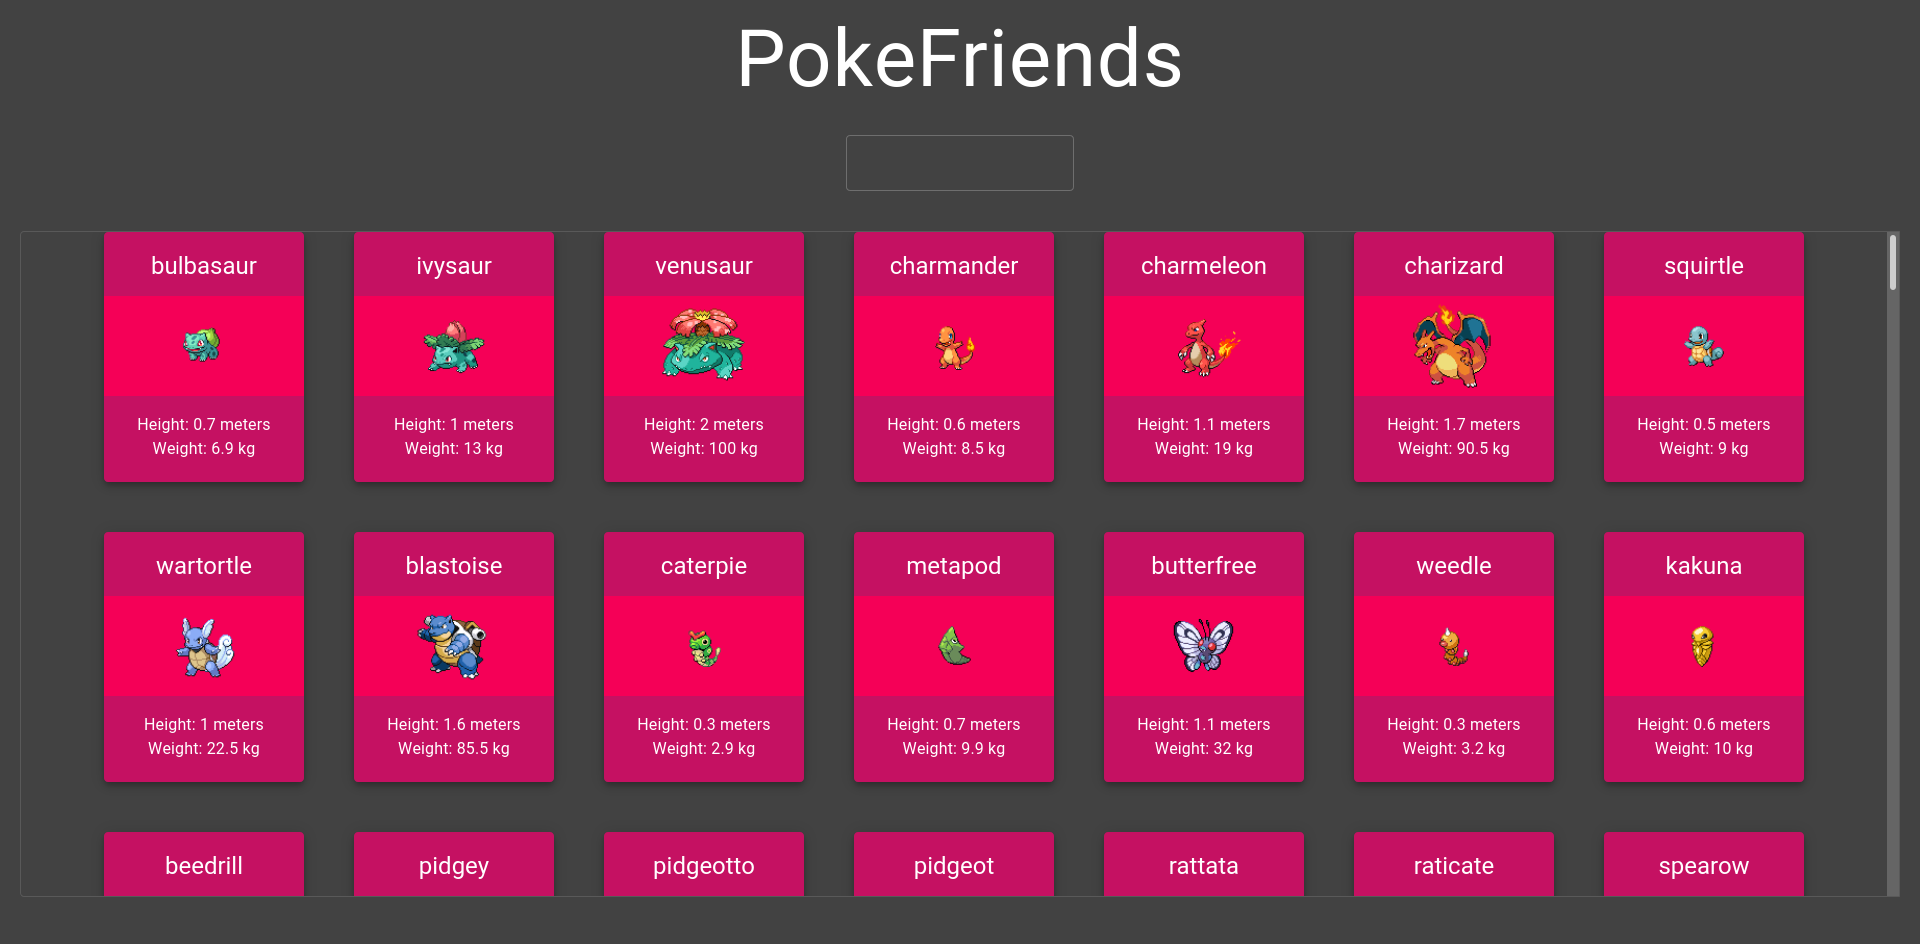 PokeFriends
bulbasaur
ivysaur
venusaur
charmander
charmeleon
charizard
squirtle
Height: 0.7 meters
Weight: 6.9 kg
Height: 1 meters
Weight: 13 kg
Height: 2 meters
Weight: 100 kg
Height: 0.6 meters
Weight: 8.5 kg
Height: 1.1 meters
Weight: 19 kg
Height: 1.7 meters
Weight: 90.5 kg
Height: 0.5 meters
Weight: 9 kg
wartortle
blastoise
caterpie
metapod
butterfree
weedle
kakuna
Height: 1 meters
Weight: 22.5 kg
Height: 1.6 meters
Weight: 85.5 kg
Height: 0.3 meters
Weight: 2.9 kg
Height: 0.7 meters
Weight: 9.9 kg
Height: 1.1 meters
Weight: 32 kg
Height: 0.3 meters
Weight: 3.2 kg
Height: 0.6 meters
Weight: 10 kg
beedrill
pidgey
pidgeotto
pidgeot
rattata
raticate
spearow